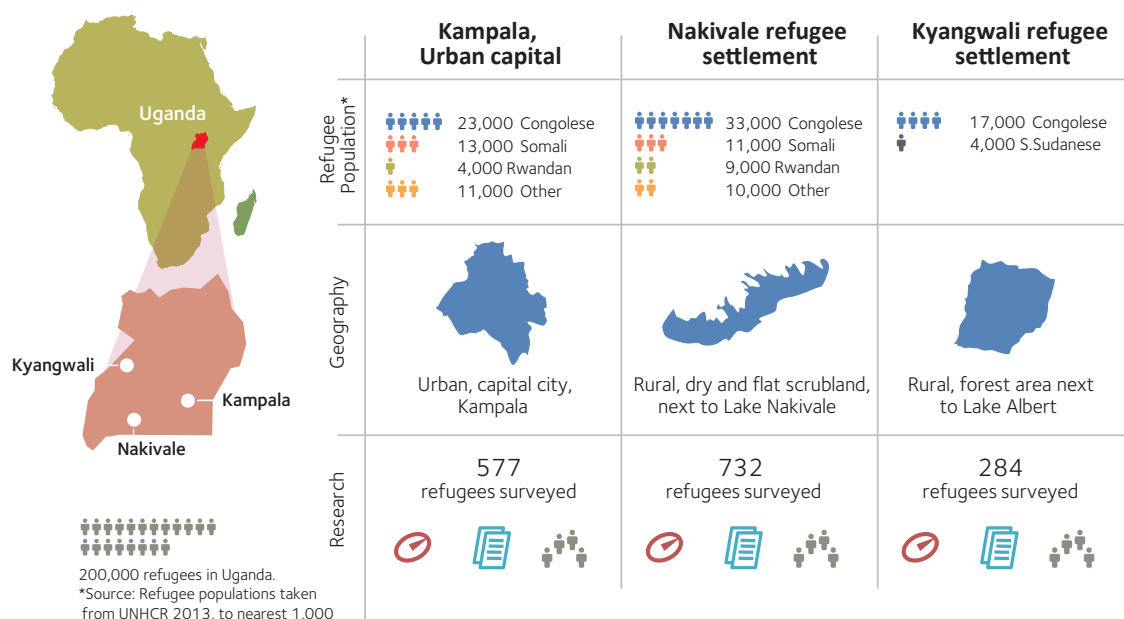 Uganda
Kyangwali
Kampala
Nakivale
200,000 refugees in Uganda.
*Source: Refugee populations taken
from UNHCR 2013, to nearest 1,000
Kampala,
Urban capital
Nakivale refugee
settlement
Kyangwali refugee
settlement
Refugee
Population*
23,000 Congolese
13,000 Somali
4,000 Rwandan
11,000 Other
33,000 Congolese
11,000 Somali
9,000 Rwandan
10,000 Other
17,000 Congolese
4,000 S.Sudanese
Geography
Urban, capital city,
Kampala
Rural, dry and flat scrubland,
next to Lake Nakivale
Rural, forest area next
to Lake Albert
Research
577
refugees surveyed
732
refugees surveyed
284
refugees surveyed